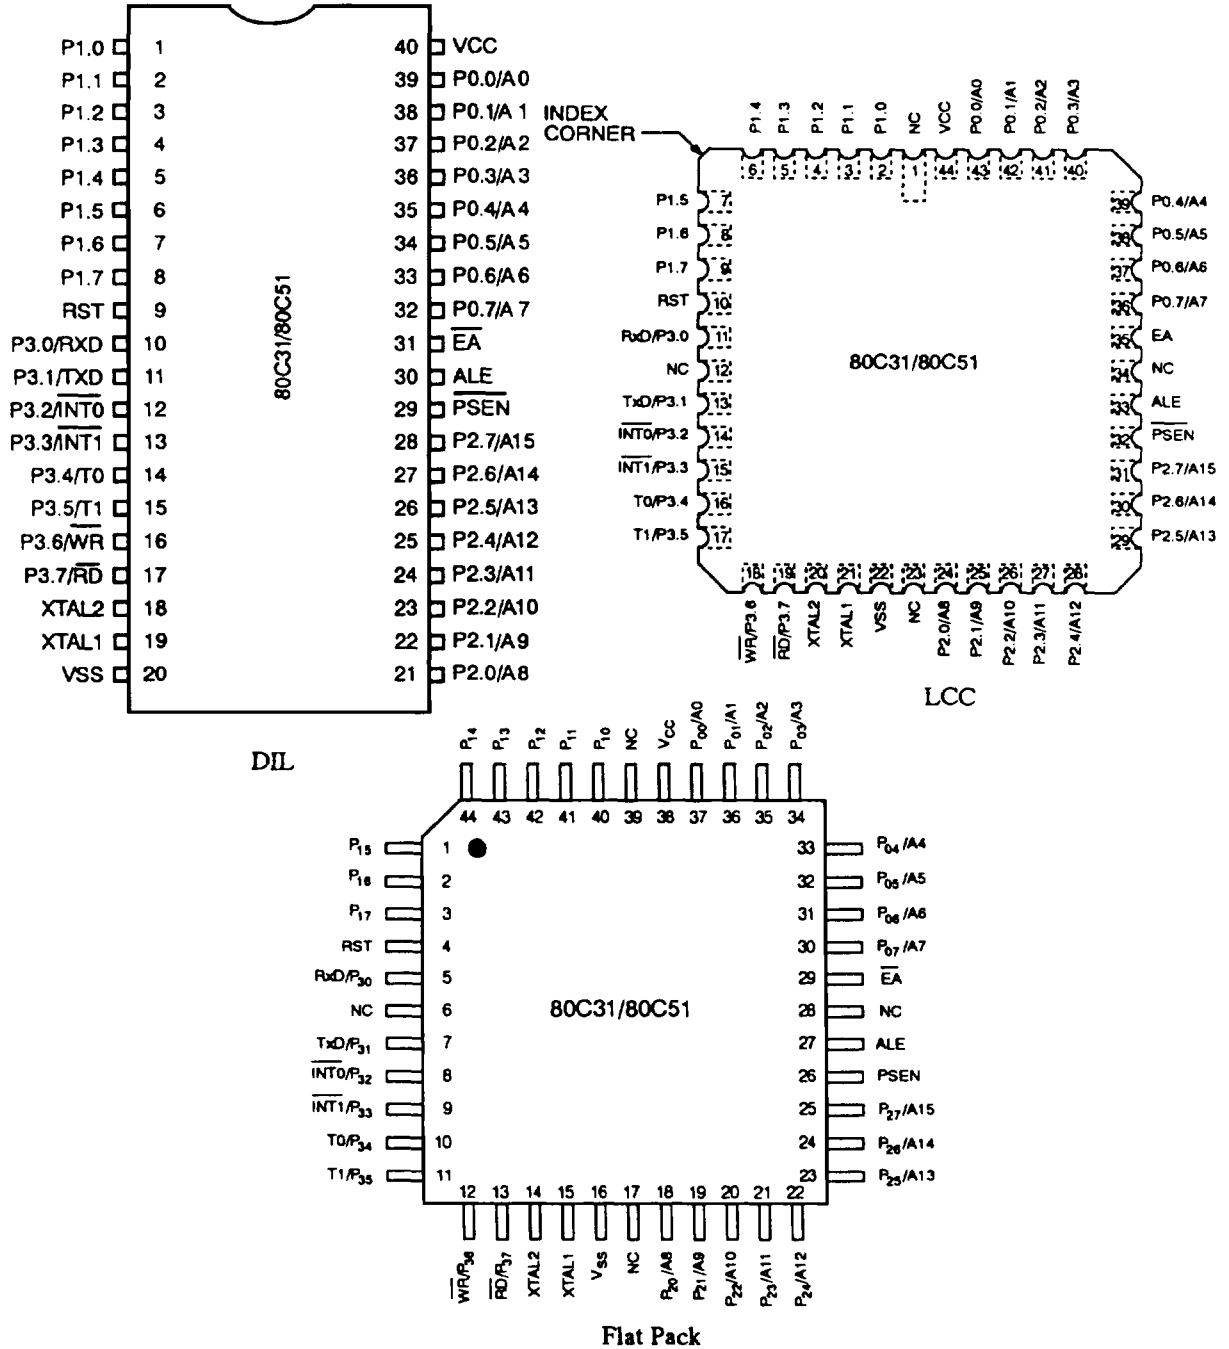 P1.0 1 40 VCC
P1.1 2 39 P0.0/A0
P1.2 3 38 P0.1/A1
P1.3 4 37 P0.2/A2
P1.4 5 36 P0.3/A3
P1.5 6 35 P0.4/A4
P1.6 7 34 P0.5/A5
P1.7 8 33 P0.6/A6
RST 9 32 P0.7/A7
P3.0/RXD 10 31 EA
P3.1/TXD 11 30 ALE
P3.2/INT0 12 29 PSEN
P3.3/INT1 13 28 P2.7/A15
P3.4/T0 14 27 P2.6/A14
P3.5/T1 15 26 P2.5/A13
P3.6/WR 16 25 P2.4/A12
P3.7/RD 17 24 P2.3/A11
XTAL2 18 23 P2.2/A10
XTAL1 19 22 P2.1/A9
VSS 20 21 P2.0/A8
80C31/80C51
DIL
INDEX
CORNER
P1.4 P1.3 P1.2 P1.1 P1.0 NC VCC P0.0/A0 P0.1/A1 P0.2/A2 P0.3/A3
6 5 4 3 2 1 44 43 42 41 40
P1.5 7 39 P0.4/A4
P1.6 8 38 P0.5/A5
P1.7 9 37 P0.6/A6
RST 10 36 P0.7/A7
RxD/P3.0 11 35 EA
NC 12 34 NC
TxD/P3.1 13 33 ALE
INT0/P3.2 14 32 PSEN
INT1/P3.3 15 31 P2.7/A15
T0/P3.4 16 30 P2.6/A14
T1/P3.5 17 29 P2.5/A13
80C31/80C51
18 19 20 21 22 23 24 25 26 27 28
WR/P3.6 RD/P3.7 XTAL2 XTAL1 VSS NC P2.0/A8 P2.1/A9 P2.2/A10 P2.3/A11 P2.4/A12
LCC
P14 P13 P12 P11 P10 NC VCC P00/A0 P01/A1 P02/A2 P03/A3
44 43 42 41 40 39 38 37 36 35 34
P15 1 33 P04/A4
P16 2 32 P05/A5
P17 3 31 P06/A6
RST 4 30 P07/A7
RxD/P30 5 29 EA
NC 6 28 NC
TxD/P31 7 27 ALE
INT0/P32 8 26 PSEN
INT1/P33 9 25 P27/A15
T0/P34 10 24 P26/A14
T1/P35 11 23 P25/A13
80C31/80C51
12 13 14 15 16 17 18 19 20 21 22
WR/P36 RD/P37 XTAL2 XTAL1 VSS NC P20/A8 P21/A9 P22/A10 P23/A11 P24/A12
Flat Pack